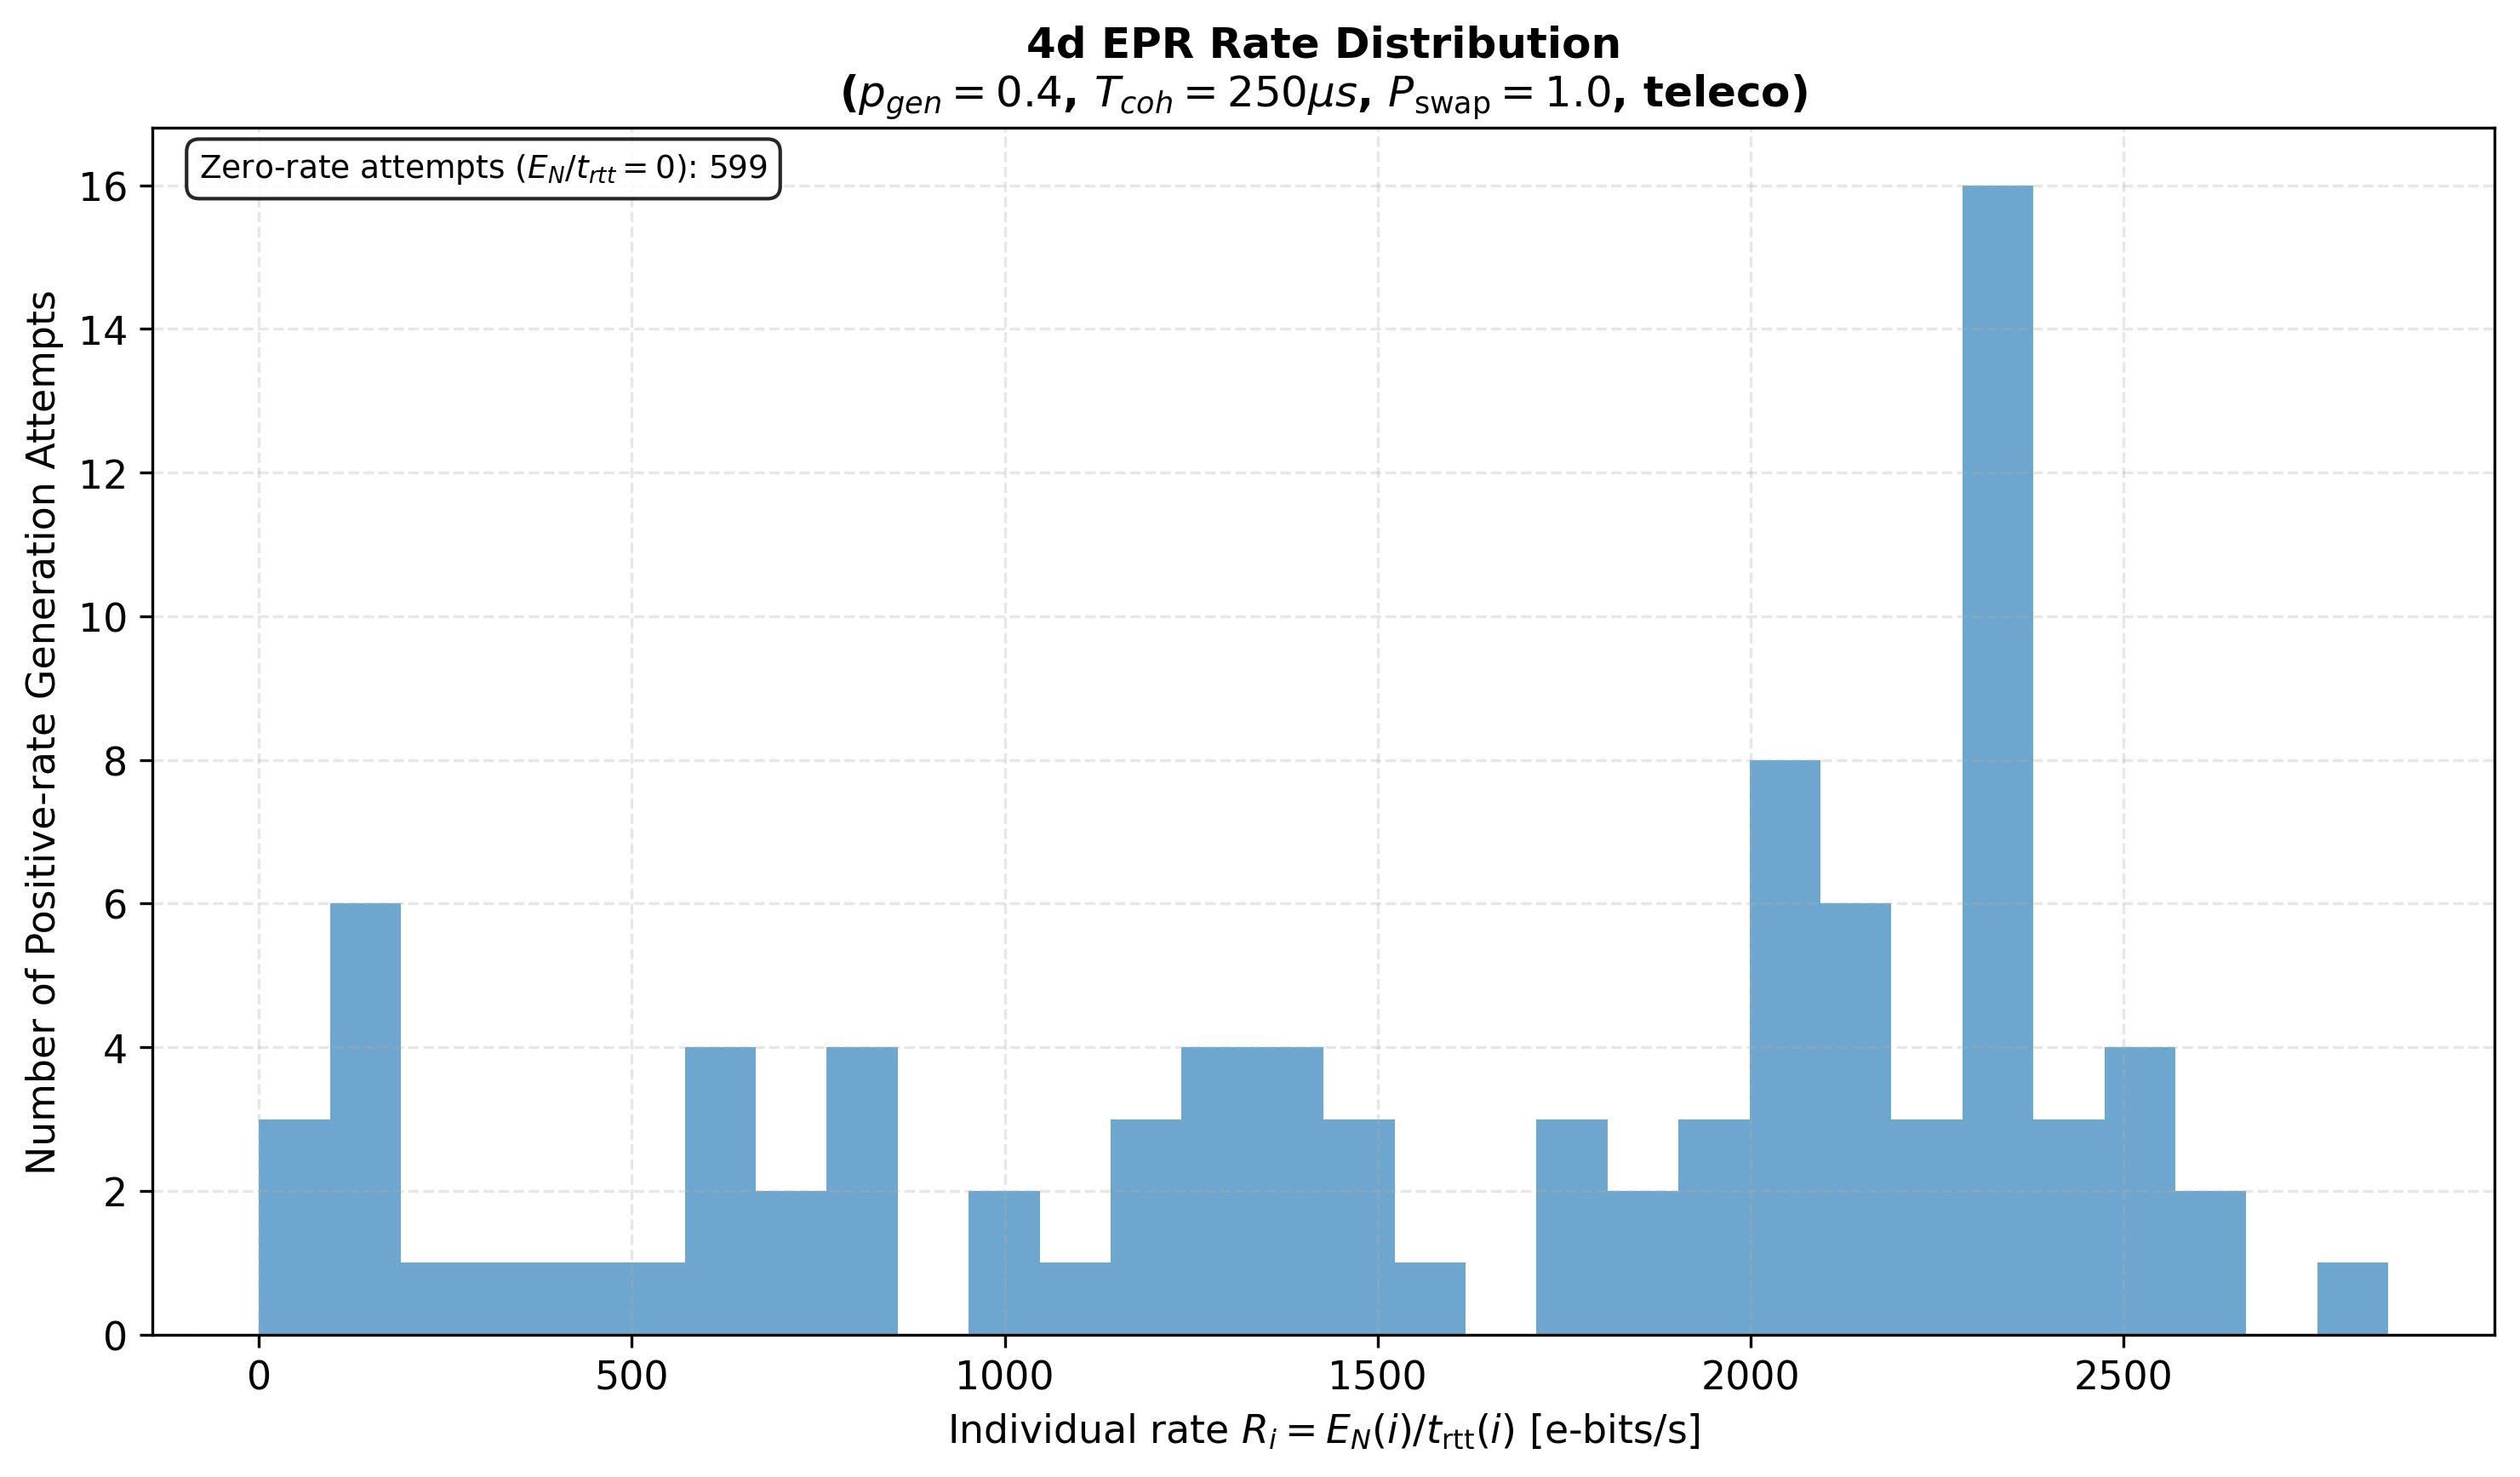 4d EPR Rate Distribution
(p_gen = 0.4, T_coh = 250μs, P_swap = 1.0, teleco)
Zero-rate attempts (E_N/t_rtt = 0): 599
Number of Positive-rate Generation Attempts
16
14
12
10
8
6
4
2
0
0 500 1000 1500 2000 2500
Individual rate R_i = E_N(i)/t_rtt(i) [e-bits/s]